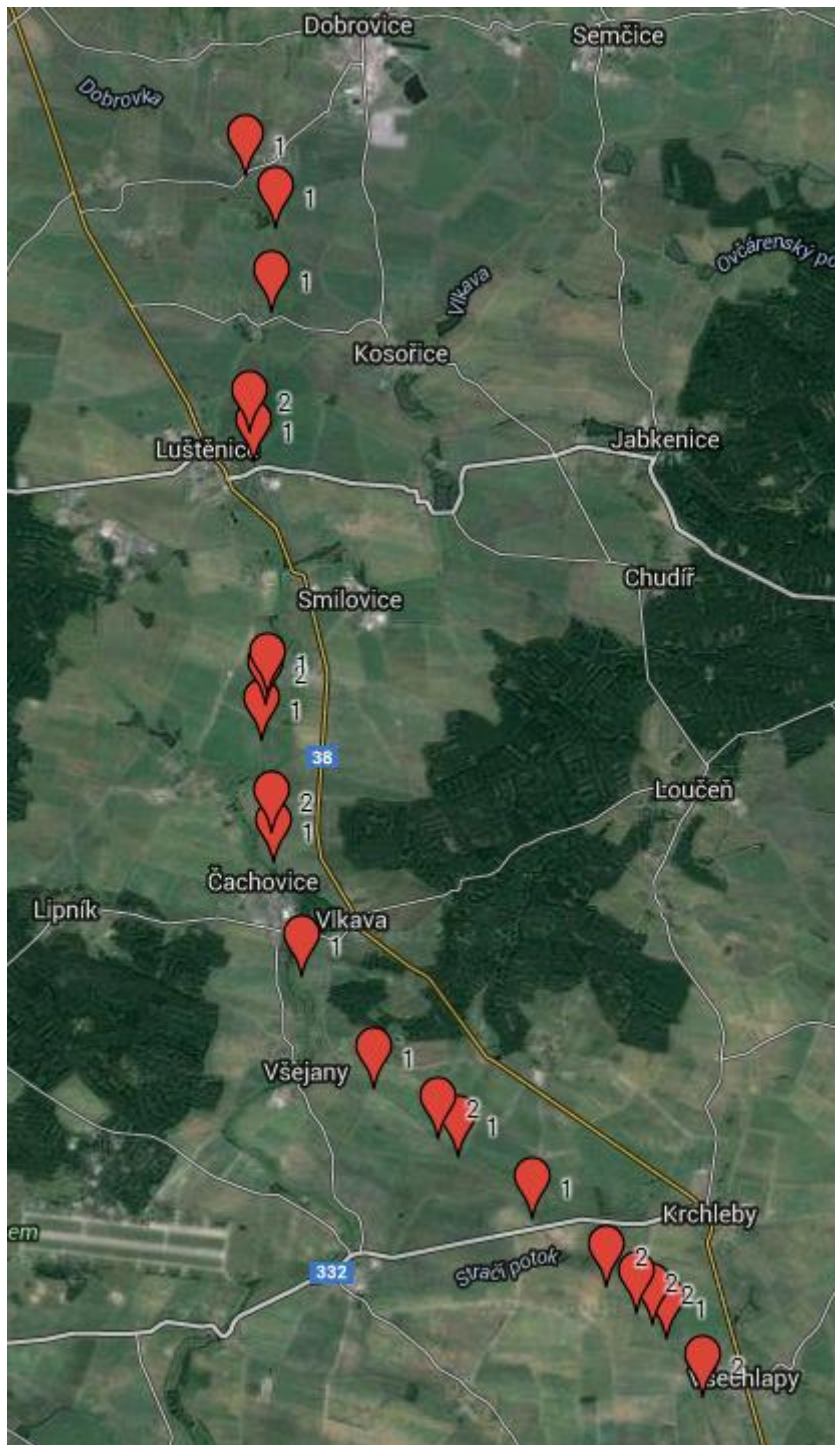 Dobrovice
Semčice
Dobrovka
1
1
Ovčárenský po
1
Vlkava
Kosořice
2
1
Luštěnic
Jabkenice
Chudíř
Smilovice
1
2
1
38
Loučeň
2
1
Čachovice
Lipník
Vlkava
1
1
Všejany
2
1
1
Krchleby
em
2
Stračí potok
332
2
2
1
2
Všechlapy